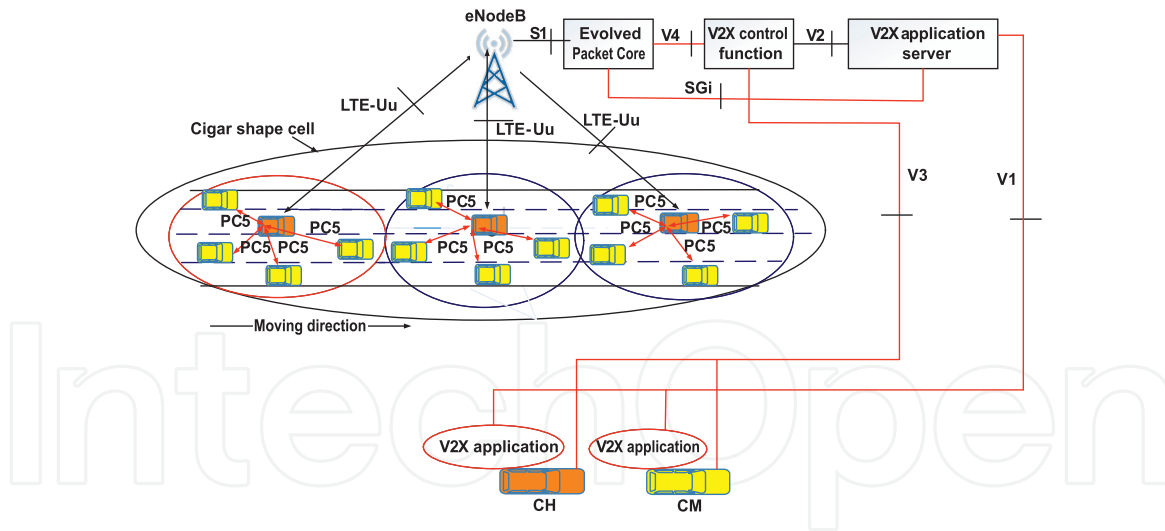 eNodeB
S1
Evolved
Packet Core
V4
V2X control
function
V2
V2X application
server
SGi
LTE-Uu
LTE-Uu
LTE-Uu
Cigar shape cell
V3
V1
PC5
PC5
PC5
PC5
PC5
PC5
PC5
PC5
PC5
PC5
PC5
Moving direction
V2X application
V2X application
CH
CM
IntechOpen